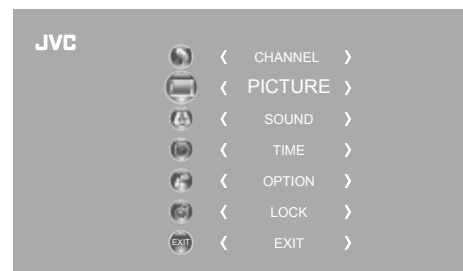 JVC
❬ CHANNEL ❭
❬ PICTURE ❭
❬ SOUND ❭
❬ TIME ❭
❬ OPTION ❭
❬ LOCK ❭
EXIT ❬ EXIT ❭